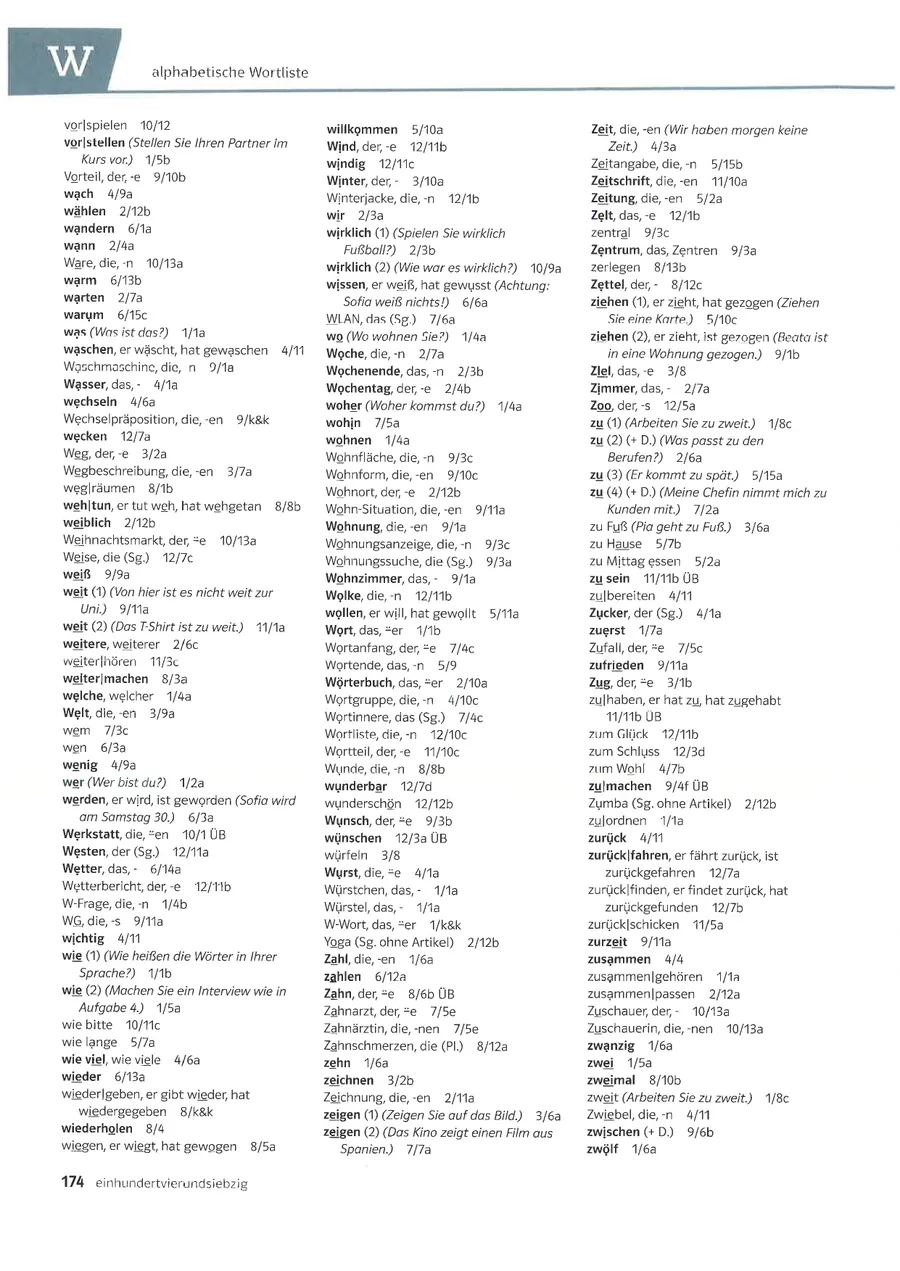 W
alphabetische Wortliste
vor|spielen 10/12
vor|stellen (Stellen Sie Ihren Partner im
Kurs vor.) 1/5b
Vorteil, der, -e 9/10b
wach 4/9a
wählen 2/12b
wandern 6/1a
wann 2/4a
Ware, die, -n 10/13a
warm 6/13b
warten 2/7a
warum 6/15c
was (Was ist das?) 1/1a
waschen, er wäscht, hat gewaschen 4/11
Waschmaschine, die, -n 9/1a
Wasser, das, - 4/1a
wechseln 4/6a
Wechselpräposition, die, -en 9/k&k
wecken 12/7a
Weg, der, -e 3/2a
Wegbeschreibung, die, -en 3/7a
weg|räumen 8/1b
weh|tun, er tut weh, hat wehgetan 8/8b
weiblich 2/12b
Weihnachtsmarkt, der, ¨-e 10/13a
Weise, die (Sg.) 12/7c
weiß 9/9a
weit (1) (Von hier ist es nicht weit zur
Uni.) 9/11a
weit (2) (Das T-Shirt ist zu weit.) 11/1a
weitere, weiterer 2/6c
weiter|hören 11/3c
weiter|machen 8/3a
welche, welcher 1/4a
Welt, die, -en 3/9a
wem 7/3c
wen 6/3a
wenig 4/9a
wer (Wer bist du?) 1/2a
werden, er wird, ist geworden (Sofia wird
am Samstag 30.) 6/3a
Werkstatt, die, ¨-en 10/1 ÜB
Westen, der (Sg.) 12/11a
Wetter, das, - 6/14a
Wetterbericht, der, -e 12/11b
W-Frage, die, -n 1/4b
WG, die, -s 9/11a
wichtig 4/11
wie (1) (Wie heißen die Wörter in Ihrer
Sprache?) 1/1b
wie (2) (Machen Sie ein Interview wie in
Aufgabe 4.) 1/5a
wie bitte 10/11c
wie lange 5/7a
wie viel, wie viele 4/6a
wieder 6/13a
wieder|geben, er gibt wieder, hat
wiedergegeben 8/k&k
wiederholen 8/4
wiegen, er wiegt, hat gewogen 8/5a
willkommen 5/10a
Wind, der, -e 12/11b
windig 12/11c
Winter, der, - 3/10a
Winterjacke, die, -n 12/1b
wir 2/3a
wirklich (1) (Spielen Sie wirklich
Fußball?) 2/3b
wirklich (2) (Wie war es wirklich?) 10/9a
wissen, er weiß, hat gewusst (Achtung:
Sofia weiß nichts!) 6/6a
WLAN, das (Sg.) 7/6a
wo (Wo wohnen Sie?) 1/4a
Woche, die, -n 2/7a
Wochenende, das, -n 2/3b
Wochentag, der, -e 2/4b
woher (Woher kommst du?) 1/4a
wohin 7/5a
wohnen 1/4a
Wohnfläche, die, -n 9/3c
Wohnform, die, -en 9/10c
Wohnort, der, -e 2/12b
Wohn-Situation, die, -en 9/11a
Wohnung, die, -en 9/1a
Wohnungsanzeige, die, -n 9/3c
Wohnungssuche, die (Sg.) 9/3a
Wohnzimmer, das, - 9/1a
Wolke, die, -n 12/11b
wollen, er will, hat gewollt 5/11a
Wort, das, ¨-er 1/1b
Wortanfang, der, ¨-e 7/4c
Wortende, das, -n 5/9
Wörterbuch, das, ¨-er 2/10a
Wortgruppe, die, -n 4/10c
Wortinnere, das (Sg.) 7/4c
Wortliste, die, -n 12/10c
Wortteil, der, -e 11/10c
Wunde, die, -n 8/8b
wunderbar 12/7d
wunderschön 12/12b
Wunsch, der, ¨-e 9/3b
wünschen 12/3a ÜB
würfeln 3/8
Wurst, die, ¨-e 4/1a
Würstchen, das, - 1/1a
Würstel, das, - 1/1a
W-Wort, das, ¨-er 1/k&k
Yoga (Sg. ohne Artikel) 2/12b
Zahl, die, -en 1/6a
zahlen 6/12a
Zahn, der, ¨-e 8/6b ÜB
Zahnarzt, der, ¨-e 7/5e
Zahnärztin, die, -nen 7/5e
Zahnschmerzen, die (Pl.) 8/12a
zehn 1/6a
zeichnen 3/2b
Zeichnung, die, -en 2/11a
zeigen (1) (Zeigen Sie auf das Bild.) 3/6a
zeigen (2) (Das Kino zeigt einen Film aus
Spanien.) 7/7a
Zeit, die, -en (Wir haben morgen keine
Zeit.) 4/3a
Zeitangabe, die, -n 5/15b
Zeitschrift, die, -en 11/10a
Zeitung, die, -en 5/2a
Zelt, das, -e 12/1b
zentral 9/3c
Zentrum, das, Zentren 9/3a
zerlegen 8/13b
Zettel, der, - 8/12c
ziehen (1), er zieht, hat gezogen (Ziehen
Sie eine Karte.) 5/10c
ziehen (2), er zieht, ist gezogen (Beata ist
in eine Wohnung gezogen.) 9/1b
Ziel, das, -e 3/8
Zimmer, das, - 2/7a
Zoo, der, -s 12/5a
zu (1) (Arbeiten Sie zu zweit.) 1/8c
zu (2) (+ D.) (Was passt zu den
Berufen?) 2/6a
zu (3) (Er kommt zu spät.) 5/15a
zu (4) (+ D.) (Meine Chefin nimmt mich zu
Kunden mit.) 7/2a
zu Fuß (Pia geht zu Fuß.) 3/6a
zu Hause 5/7b
zu Mittag essen 5/2a
zu sein 11/11b ÜB
zu|bereiten 4/11
Zucker, der (Sg.) 4/1a
zuerst 1/7a
Zufall, der, ¨-e 7/5c
zufrieden 9/11a
Zug, der, ¨-e 3/1b
zu|haben, er hat zu, hat zugehabt
11/11b ÜB
zum Glück 12/11b
zum Schluss 12/3d
zum Wohl 4/7b
zu|machen 9/4f ÜB
Zumba (Sg. ohne Artikel) 2/12b
zu|ordnen 1/1a
zurück 4/11
zurück|fahren, er fährt zurück, ist
zurückgefahren 12/7a
zurück|finden, er findet zurück, hat
zurückgefunden 12/7b
zurück|schicken 11/5a
zurzeit 9/11a
zusammen 4/4
zusammen|gehören 1/1a
zusammen|passen 2/12a
Zuschauer, der, - 10/13a
Zuschauerin, die, -nen 10/13a
zwanzig 1/6a
zwei 1/5a
zweimal 8/10b
zweit (Arbeiten Sie zu zweit.) 1/8c
Zwiebel, die, -n 4/11
zwischen (+ D.) 9/6b
zwölf 1/6a
174 einhundertvierundsiebzig